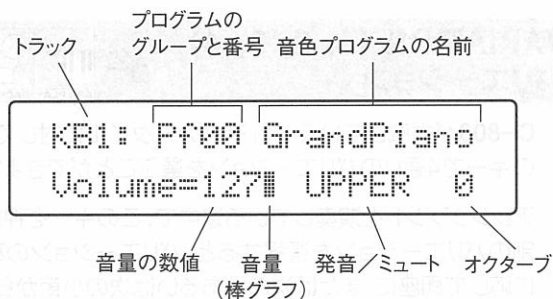 プログラムの
グループと番号
トラック
音色プログラムの名前
KB1: Pf00 GrandPiano
Volume=127 UPPER 0
音量の数値
音量
(棒グラフ)
発音／ミュート
オクターブ